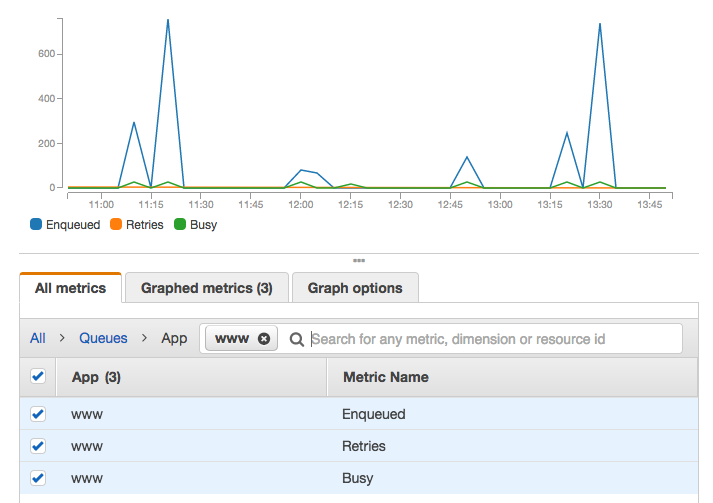 600
400
200
0
11:00 11:15 11:30 11:45 12:00 12:15 12:30 12:45 13:00 13:15 13:30 13:45
Enqueued Retries Busy
All metrics Graphed metrics (3) Graph options
All > Queues > App www Search for any metric, dimension or resource id
App (3) Metric Name
www Enqueued
www Retries
www Busy